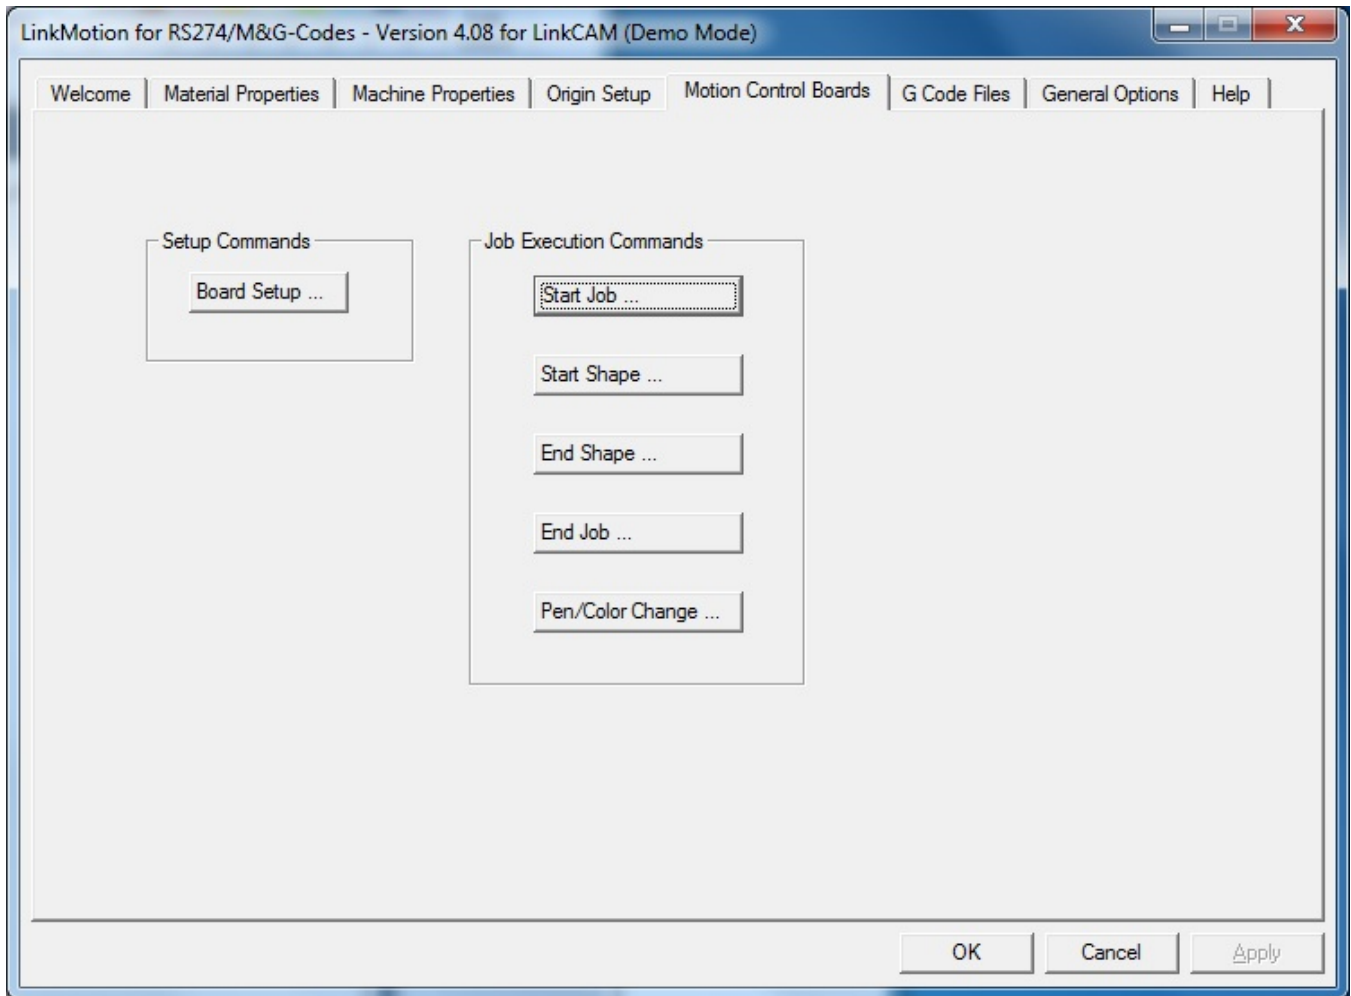 LinkMotion for RS274/M&G-Codes - Version 4.08 for LinkCAM (Demo Mode)
Welcome Material Properties Machine Properties Origin Setup Motion Control Boards G Code Files General Options Help
Setup Commands Job Execution Commands
Board Setup ... Start Job ...
Start Shape ...
End Shape ...
End Job ...
Pen/Color Change ...
OK Cancel Apply